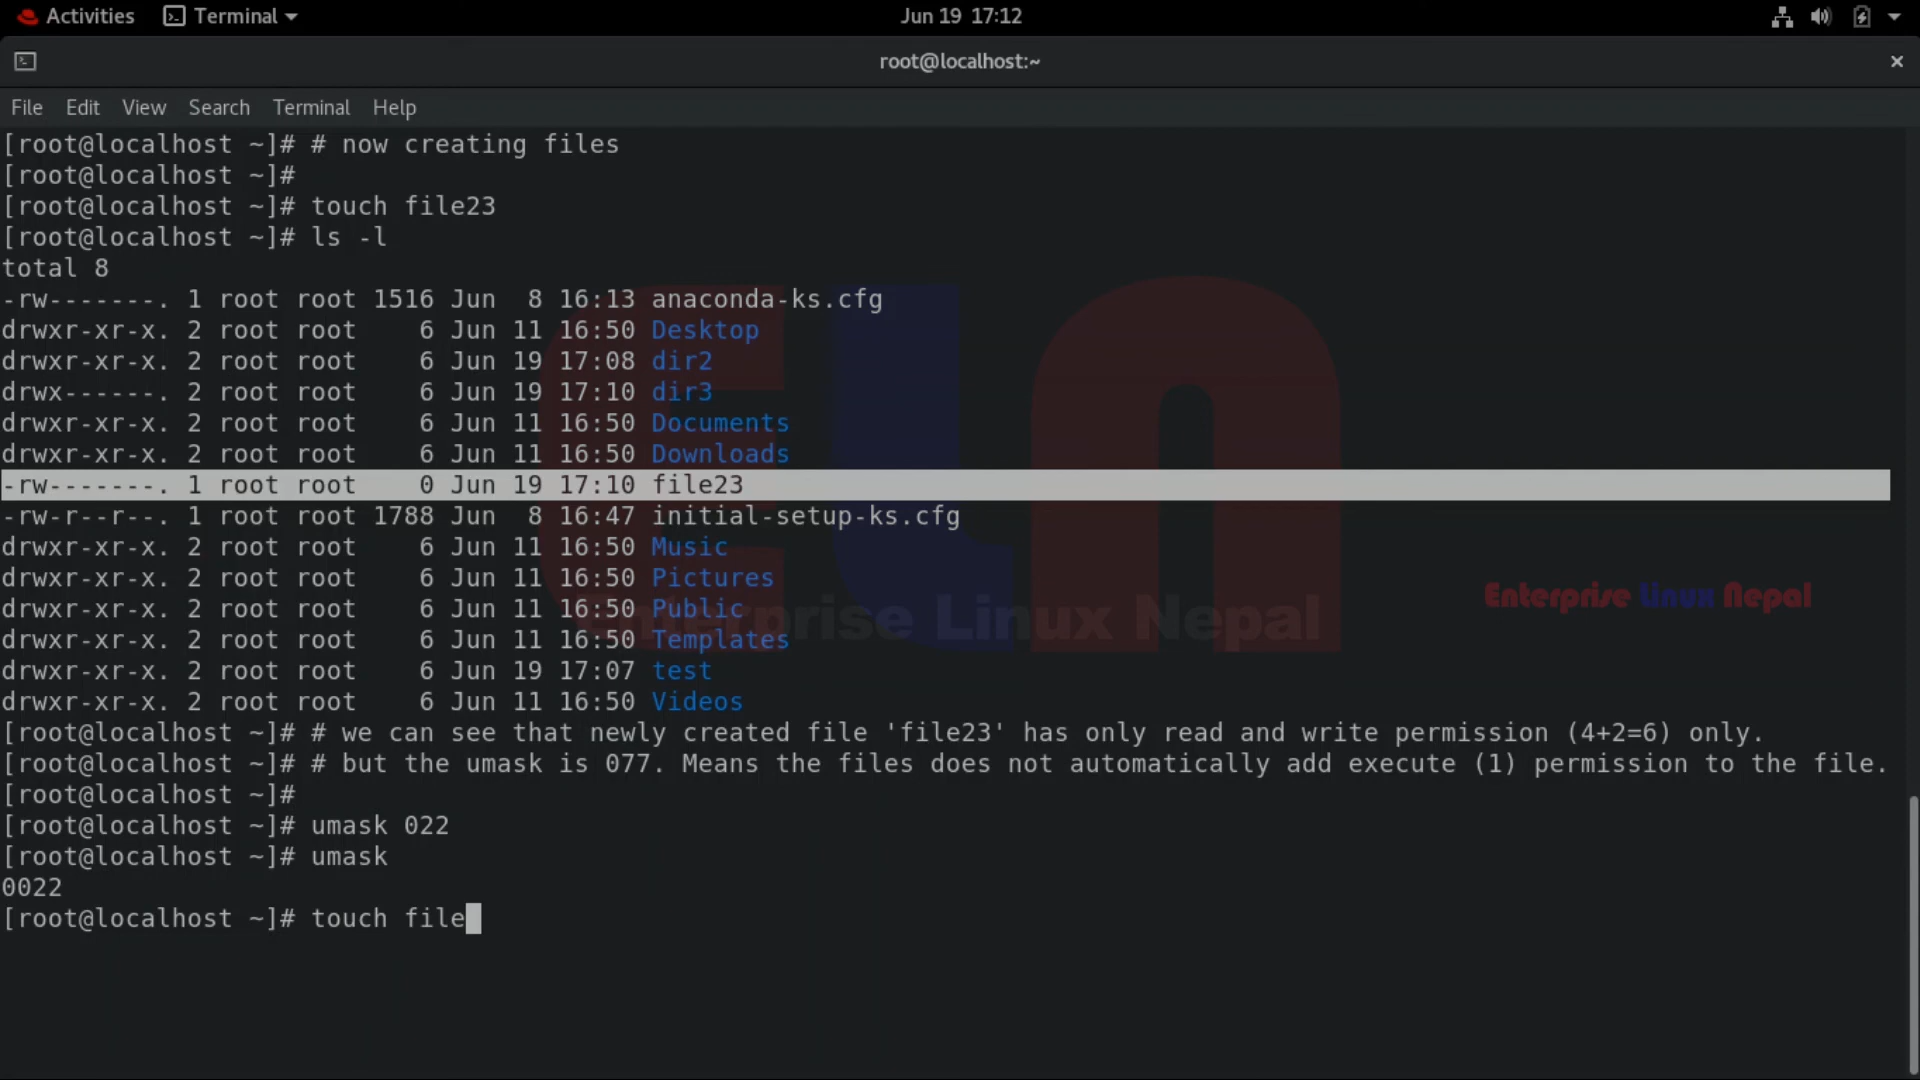 Activities Terminal Jun 19 17:12
root@localhost:~
File Edit View Search Terminal Help
[root@localhost ~]# # now creating files
[root@localhost ~]#
[root@localhost ~]# touch file23
[root@localhost ~]# ls -l
total 8
-rw-------. 1 root root 1516 Jun  8 16:13 anaconda-ks.cfg
drwxr-xr-x. 2 root root    6 Jun 11 16:50 Desktop
drwxr-xr-x. 2 root root    6 Jun 19 17:08 dir2
drwx------. 2 root root    6 Jun 19 17:10 dir3
drwxr-xr-x. 2 root root    6 Jun 11 16:50 Documents
drwxr-xr-x. 2 root root    6 Jun 11 16:50 Downloads
-rw-------. 1 root root    0 Jun 19 17:10 file23
-rw-r--r--. 1 root root 1788 Jun  8 16:47 initial-setup-ks.cfg
drwxr-xr-x. 2 root root    6 Jun 11 16:50 Music
drwxr-xr-x. 2 root root    6 Jun 11 16:50 Pictures
drwxr-xr-x. 2 root root    6 Jun 11 16:50 Public
drwxr-xr-x. 2 root root    6 Jun 11 16:50 Templates
drwxr-xr-x. 2 root root    6 Jun 19 17:07 test
drwxr-xr-x. 2 root root    6 Jun 11 16:50 Videos
[root@localhost ~]# # we can see that newly created file 'file23' has only read and write permission (4+2=6) only.
[root@localhost ~]# # but the umask is 077. Means the files does not automatically add execute (1) permission to the file.
[root@localhost ~]#
[root@localhost ~]# umask 022
[root@localhost ~]# umask
0022
[root@localhost ~]# touch file
eLn
Enterprise Linux Nepal
Enterprise Linux Nepal